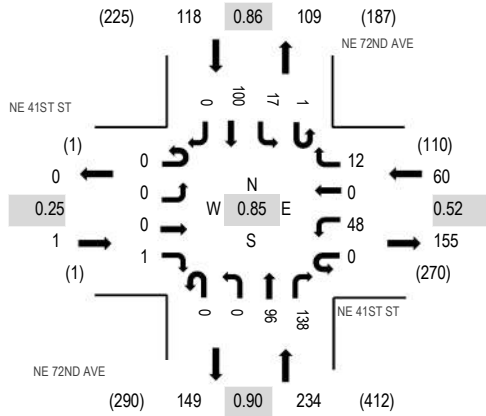 (225) 118 0.86 109 (187)
NE 72ND AVE
NE 41ST ST
0 100 17 1
(1) 0 12 (110)
0 0 N 0 60
0.25 0 W 0.85 E 48 0.52
1 1 S 0 155
(1) (270)
0 0 96 138
NE 41ST ST
NE 72ND AVE
(290) 149 0.90 234 (412)